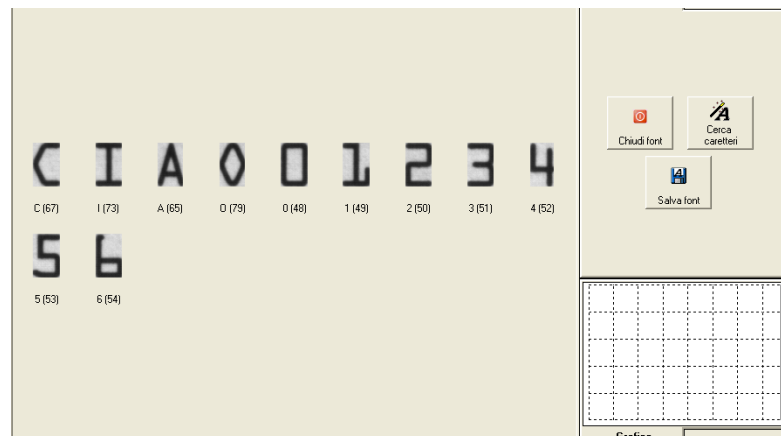 C I A O 0 1 2 3 4
C (67) I (73) A (65) O (79) 0 (48) 1 (49) 2 (50) 3 (51) 4 (52)
5 6
5 (53) 6 (54)
Chiudi font
Cerca
caretteri
Salva font